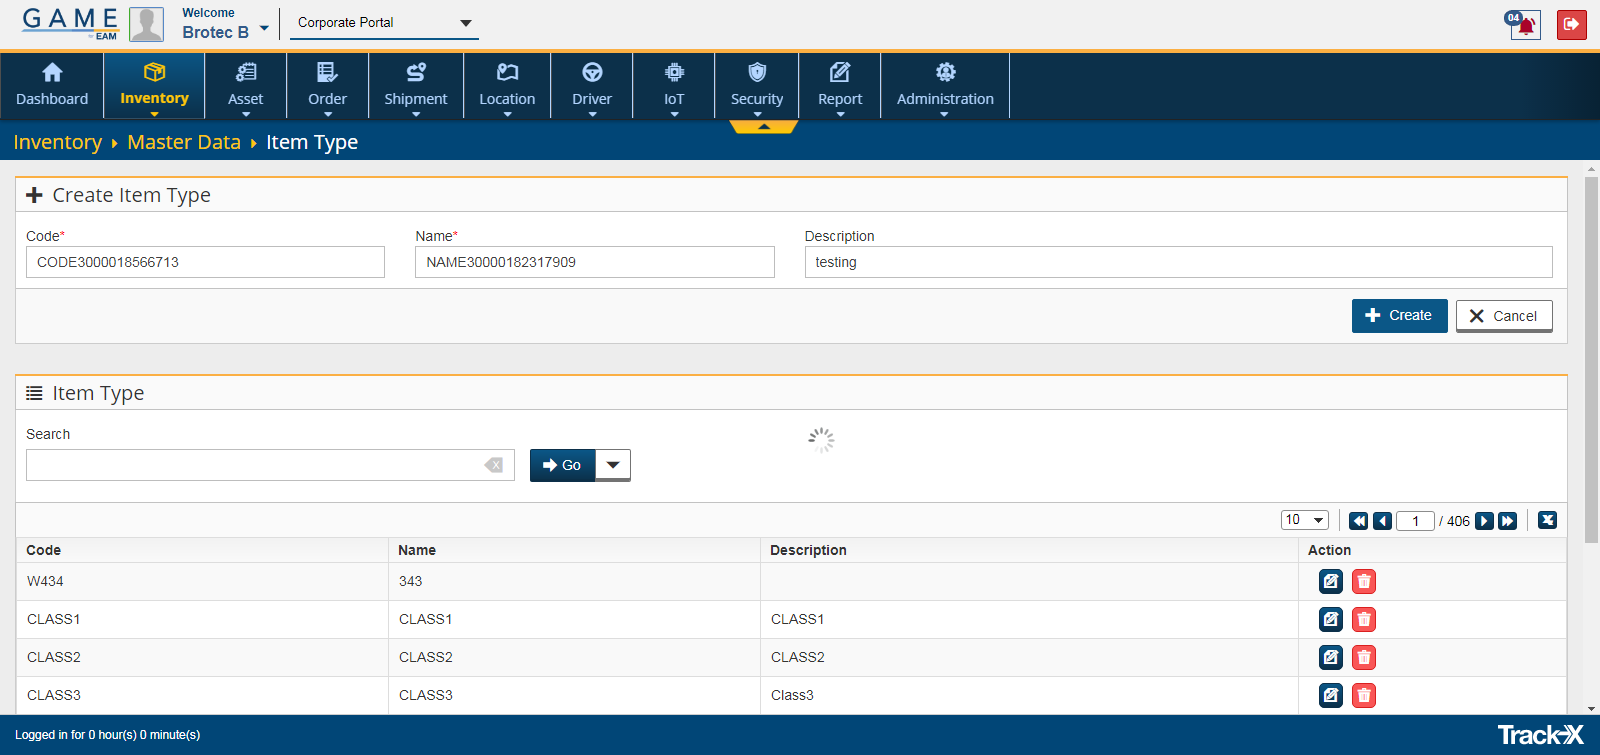 GAME
EAM
Welcome
Brotec B
Corporate Portal
04
Dashboard
Inventory
Asset
Order
Shipment
Location
Driver
IoT
Security
Report
Administration
Inventory Master Data Item Type
Create Item Type
Code* Name* Description
CODE3000018566713 NAME30000182317909 testing
Create Cancel
Item Type
Search
Go
10 1 / 406
Code Name Description Action
W434 343
CLASS1 CLASS1 CLASS1
CLASS2 CLASS2 CLASS2
CLASS3 CLASS3 Class3
Logged in for 0 hour(s) 0 minute(s)
Track-X